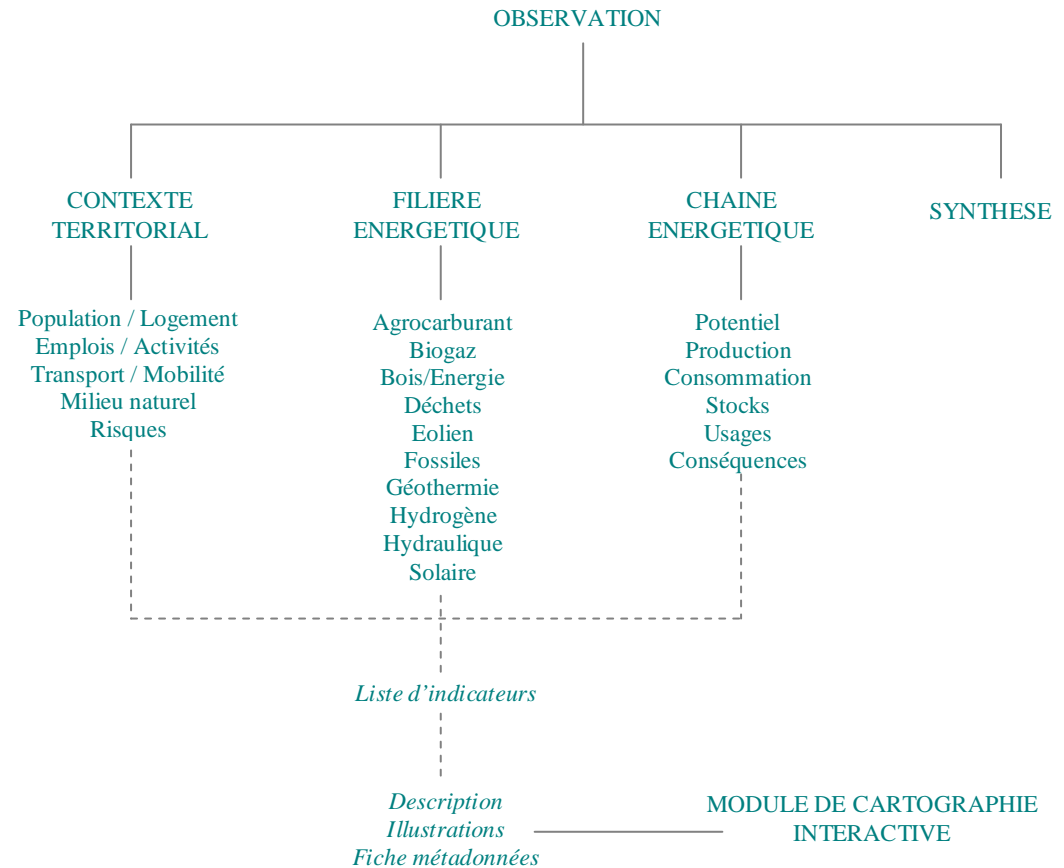 OBSERVATION
CONTEXTE
TERRITORIAL
FILIERE
ENERGETIQUE
CHAINE
ENERGETIQUE
SYNTHESE
Population / Logement
Emplois / Activités
Transport / Mobilité
Milieu naturel
Risques
Agrocarburant
Biogaz
Bois/Energie
Déchets
Eolien
Fossiles
Géothermie
Hydrogène
Hydraulique
Solaire
Potentiel
Production
Consommation
Stocks
Usages
Conséquences
Liste d’indicateurs
Description
Illustrations
Fiche métadonnées
MODULE DE CARTOGRAPHIE
INTERACTIVE